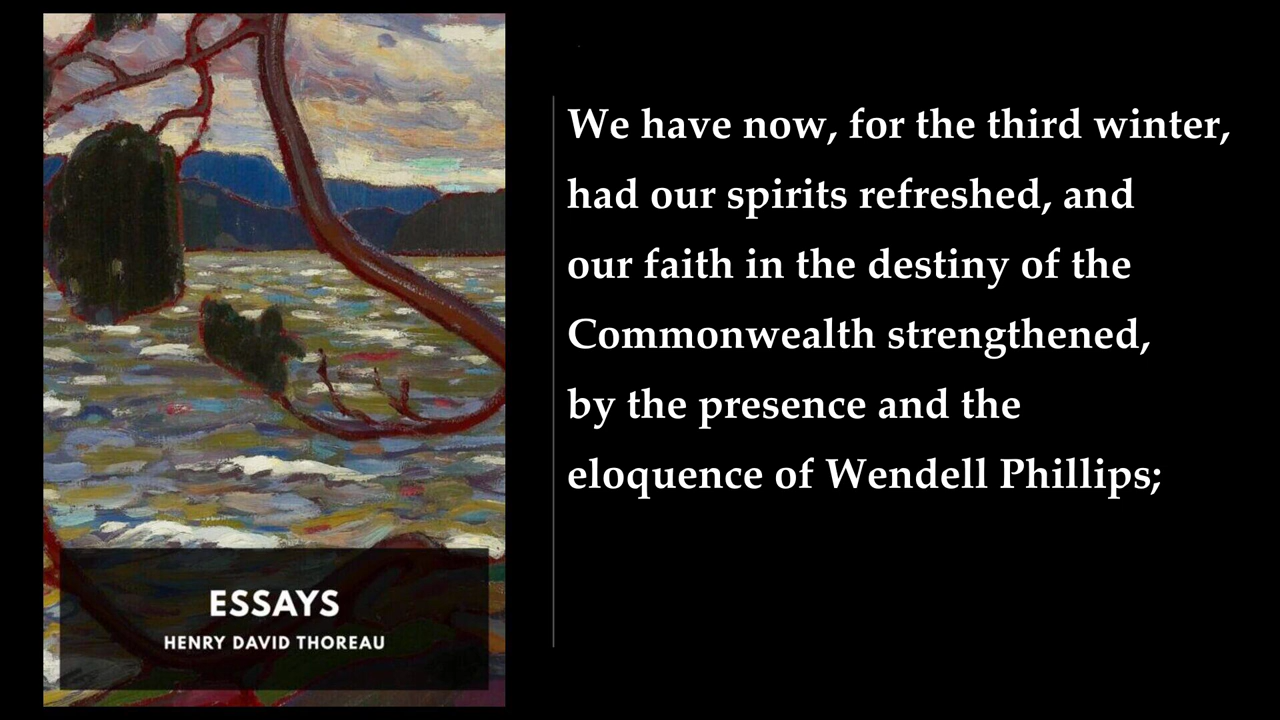 We have now, for the third winter,
had our spirits refreshed, and
our faith in the destiny of the
Commonwealth strengthened,
by the presence and the
eloquence of Wendell Phillips;
ESSAYS
HENRY DAVID THOREAU